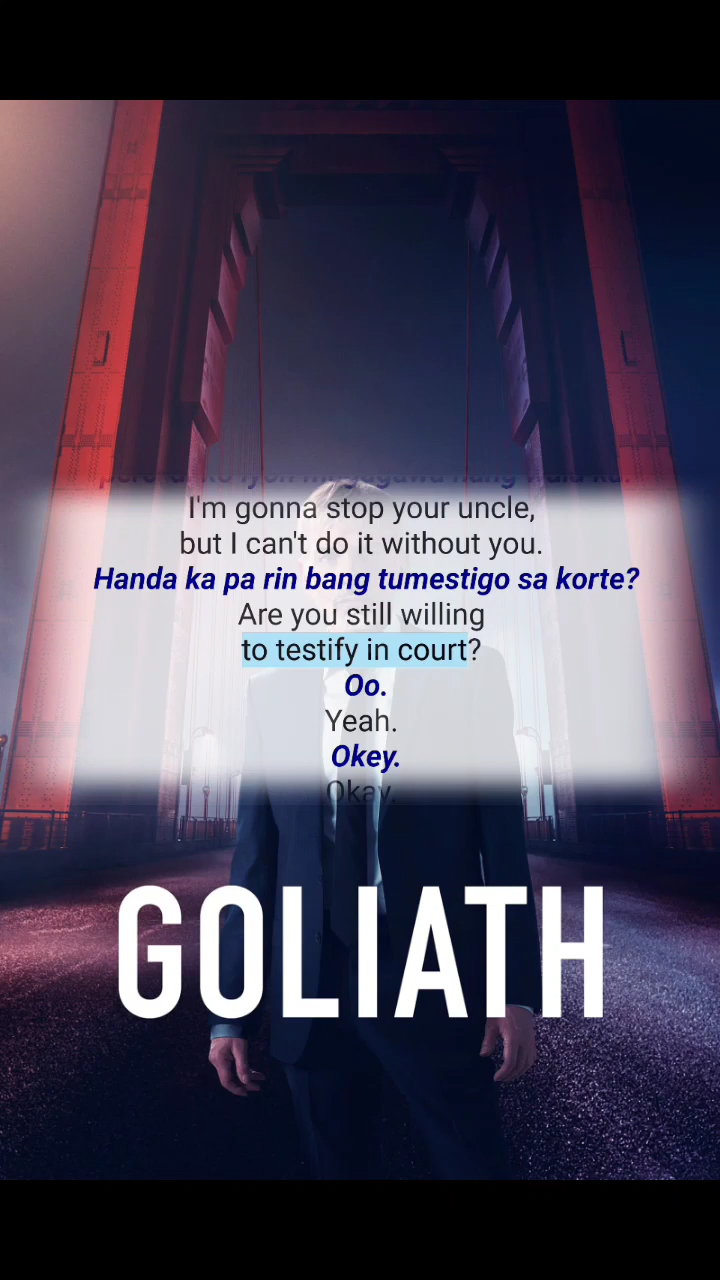 I'm gonna stop your uncle,
but I can't do it without you.
Handa ka pa rin bang tumestigo sa korte?
Are you still willing
to testify in court?
Oo.
Yeah.
Okey.
Okay.
GOLIATH